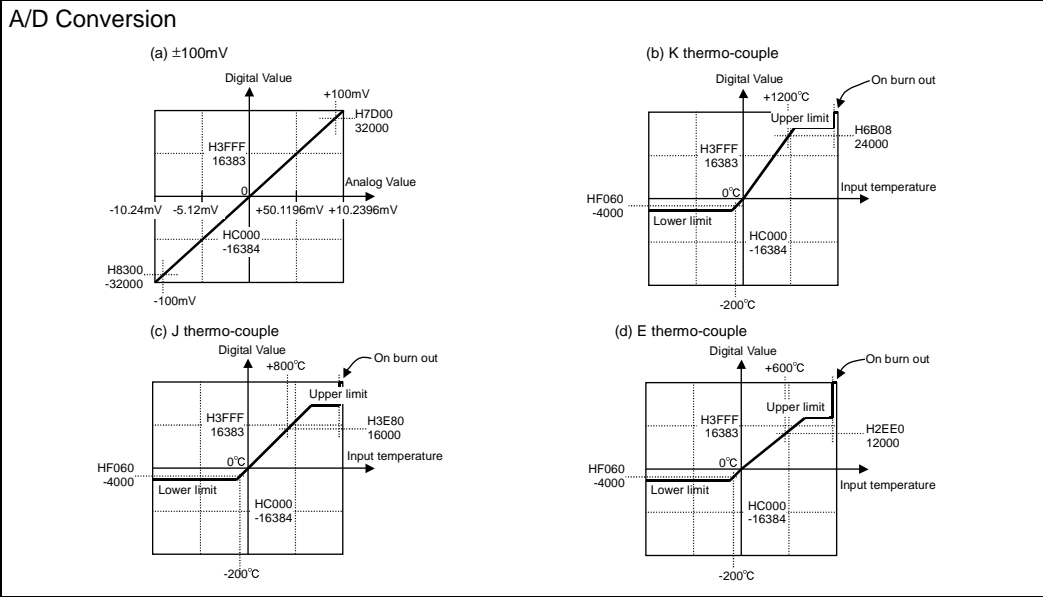 A/D Conversion
(a) ±100mV
Digital Value
+100mV
H7D00
32000
H3FFF
16383
0
Analog Value
-10.24mV
-5.12mV
+50.1196mV
+10.2396mV
HC000
-16384
H8300
-32000
-100mV
(b) K thermo-couple
Digital Value
On burn out
+1200℃
Upper limit
H6B08
24000
H3FFF
16383
0℃
Input temperature
HF060
-4000
Lower limit
HC000
-16384
-200℃
(c) J thermo-couple
Digital Value
On burn out
+800℃
Upper limit
H3FFF
16383
H3E80
16000
0℃
Input temperature
HF060
-4000
Lower limit
HC000
-16384
-200℃
(d) E thermo-couple
Digital Value
On burn out
+600℃
Upper limit
H3FFF
16383
H2EE0
12000
0℃
HF060
-4000
Input temperature
Lower limit
HC000
-16384
-200℃